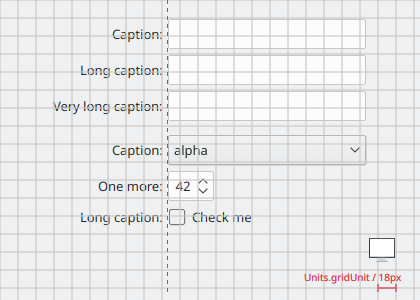 Caption:
Long caption:
Very long caption:
Caption: alpha
One more: 42
Long caption: Check me
Units.gridUnit / 18px